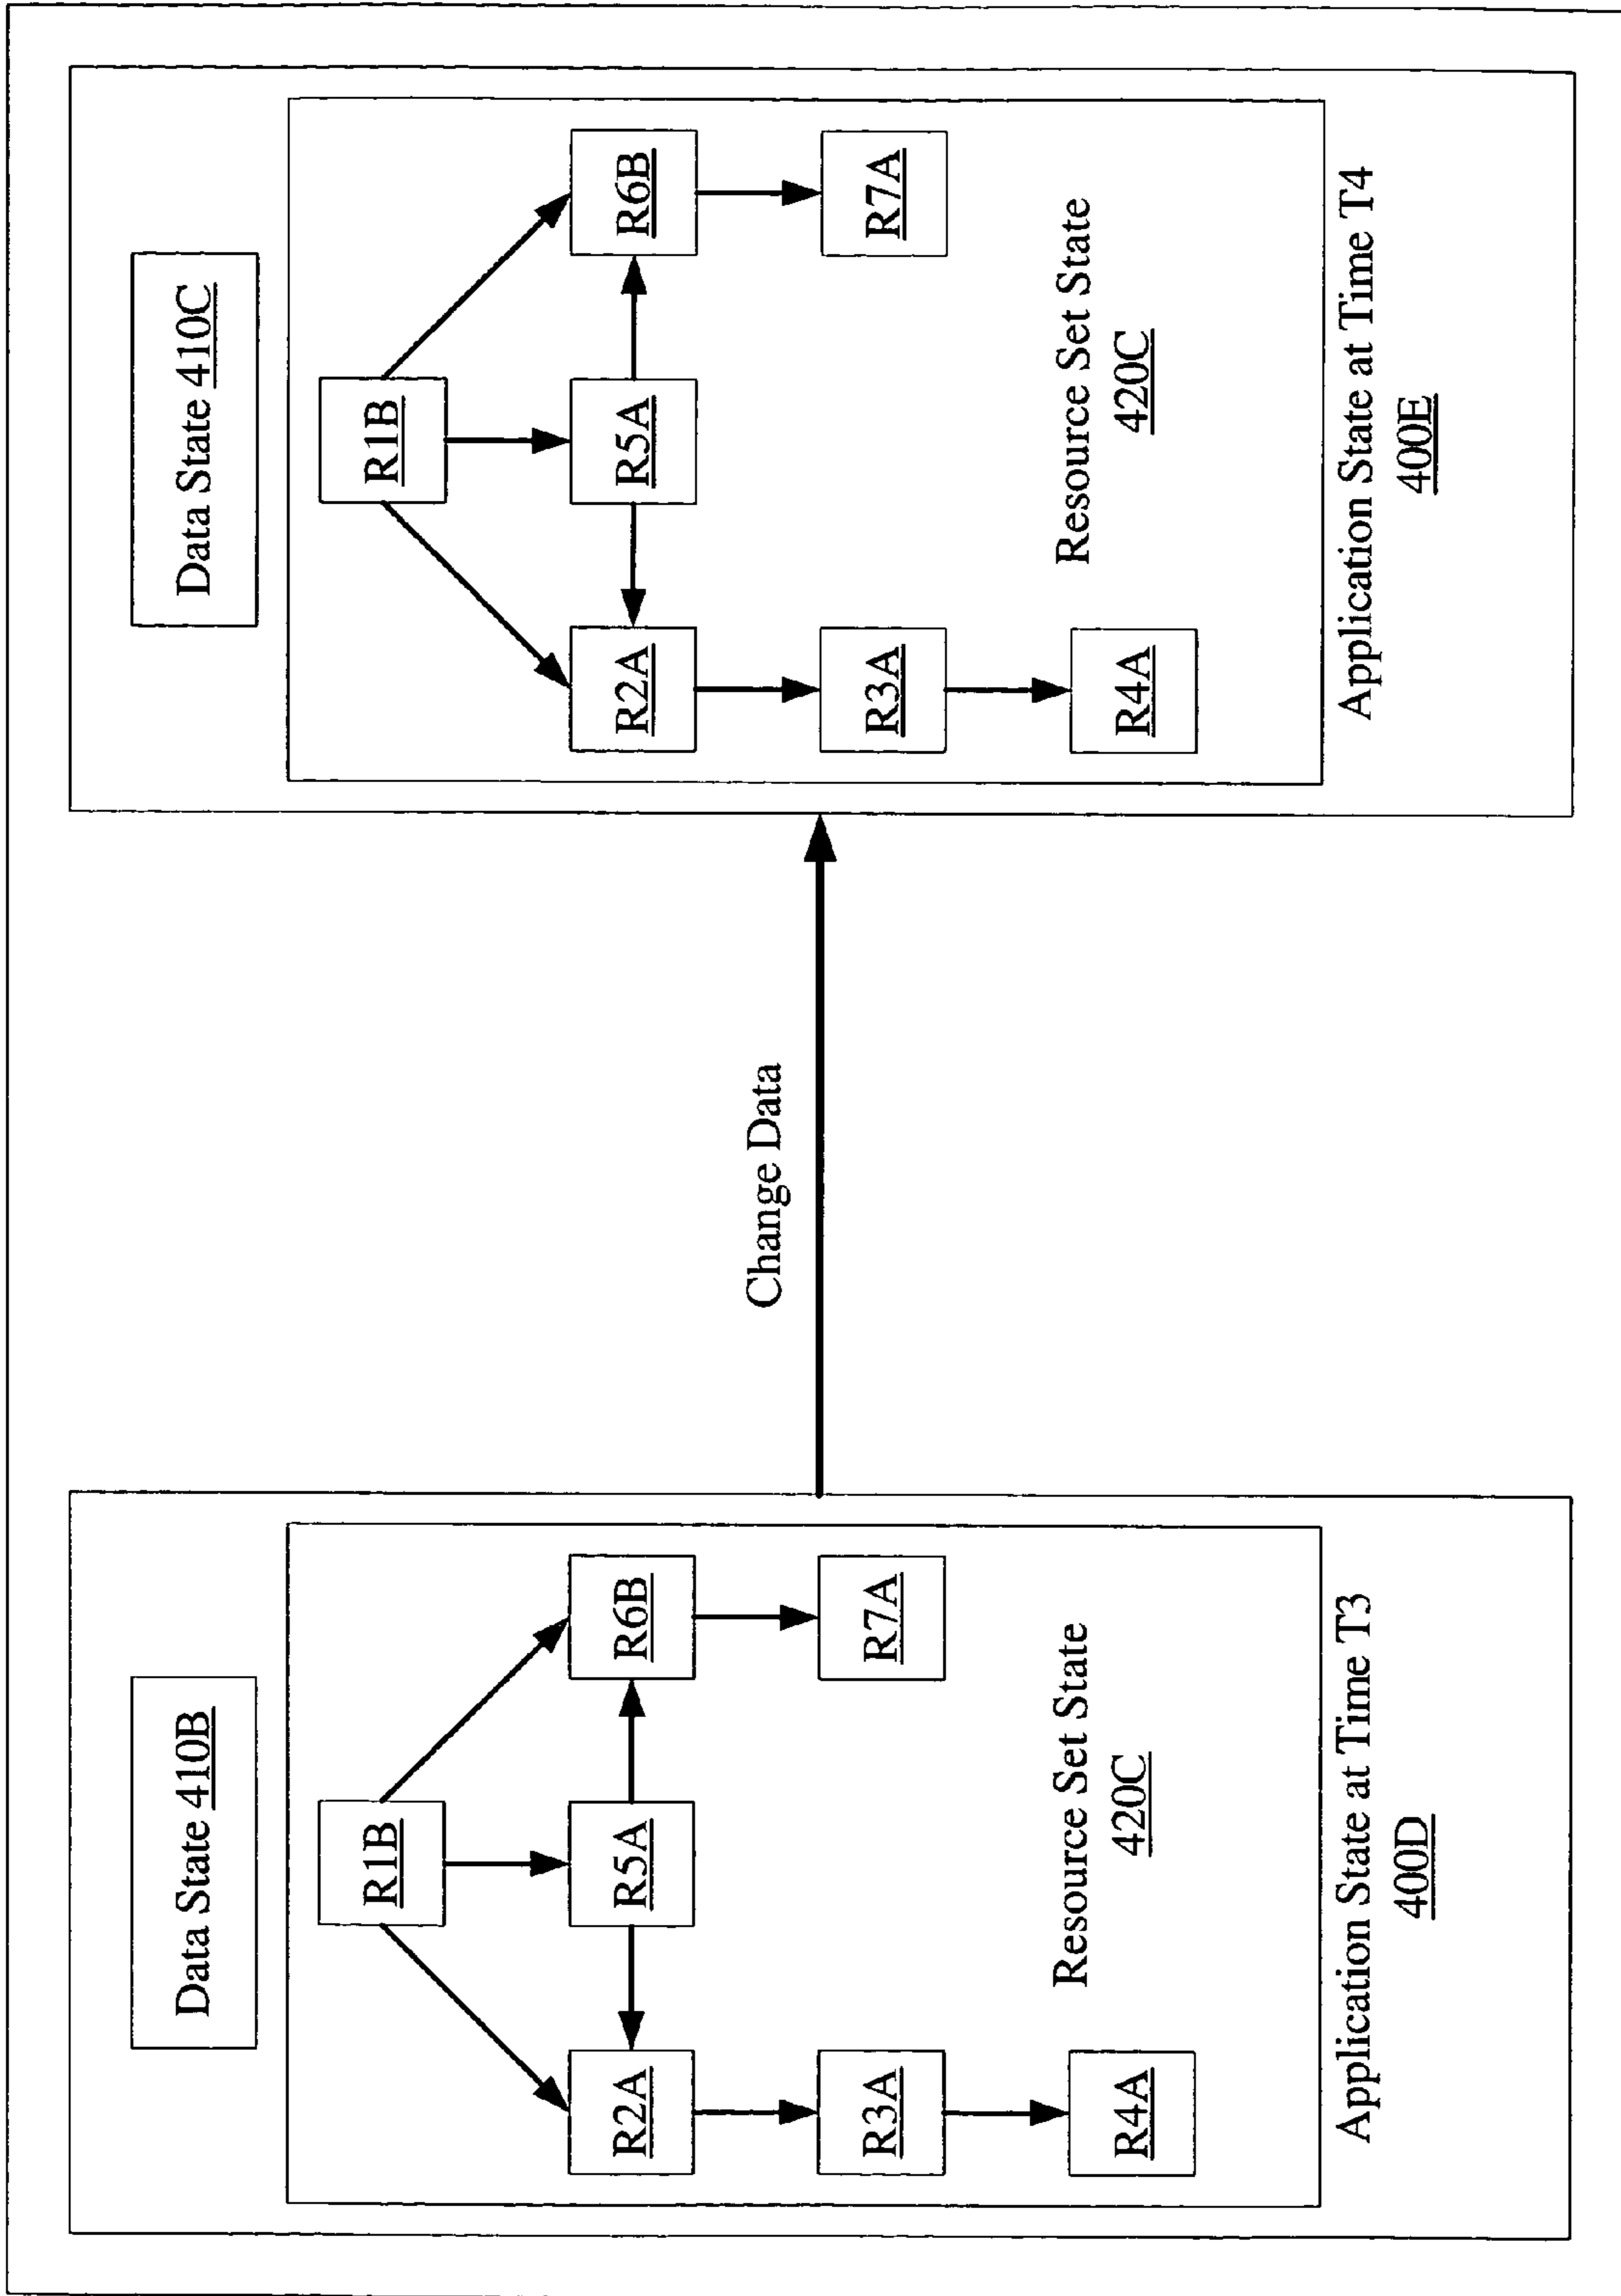 Data State 410B
R1B
R2A
R5A
R6B
R3A
R7A
R4A
Resource Set State
420C
Application State at Time T3
400D
Change Data
Data State 410C
R1B
R2A
R5A
R6B
R3A
R7A
R4A
Resource Set State
420C
Application State at Time T4
400E